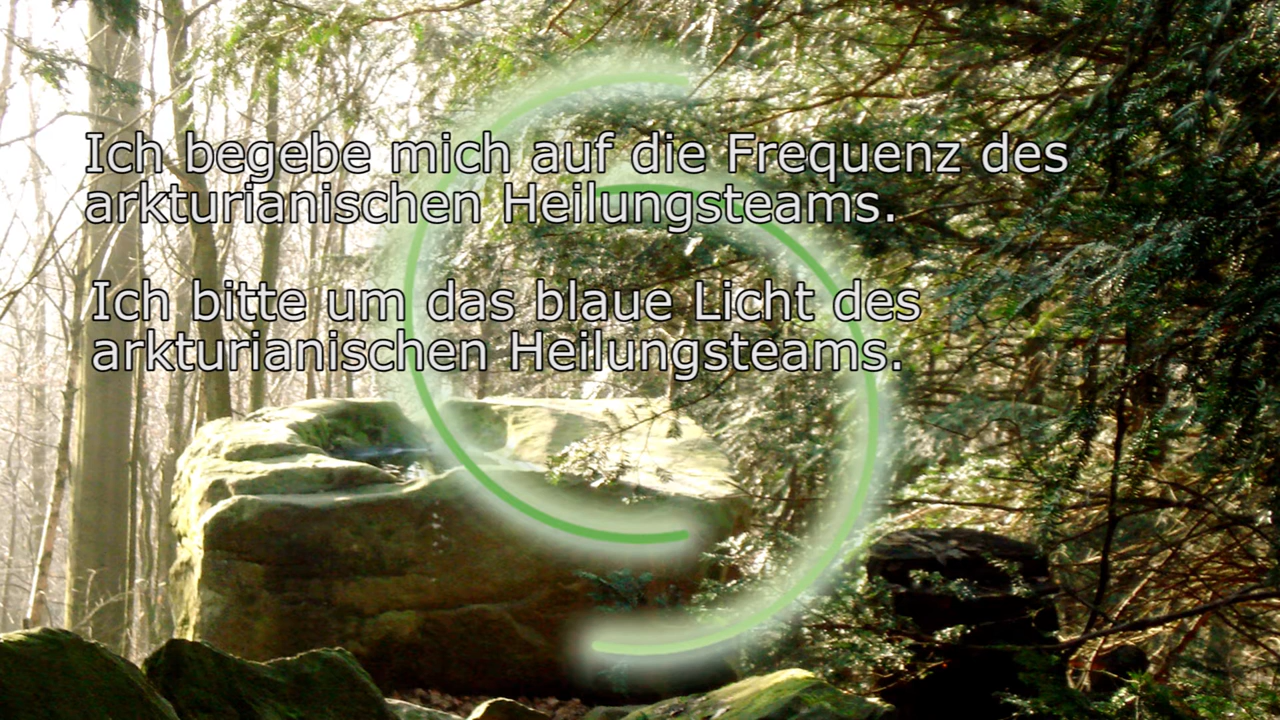 Ich begebe mich auf die Frequenz des
arkturianischen Heilungsteams.
Ich bitte um das blaue Licht des
arkturianischen Heilungsteams.